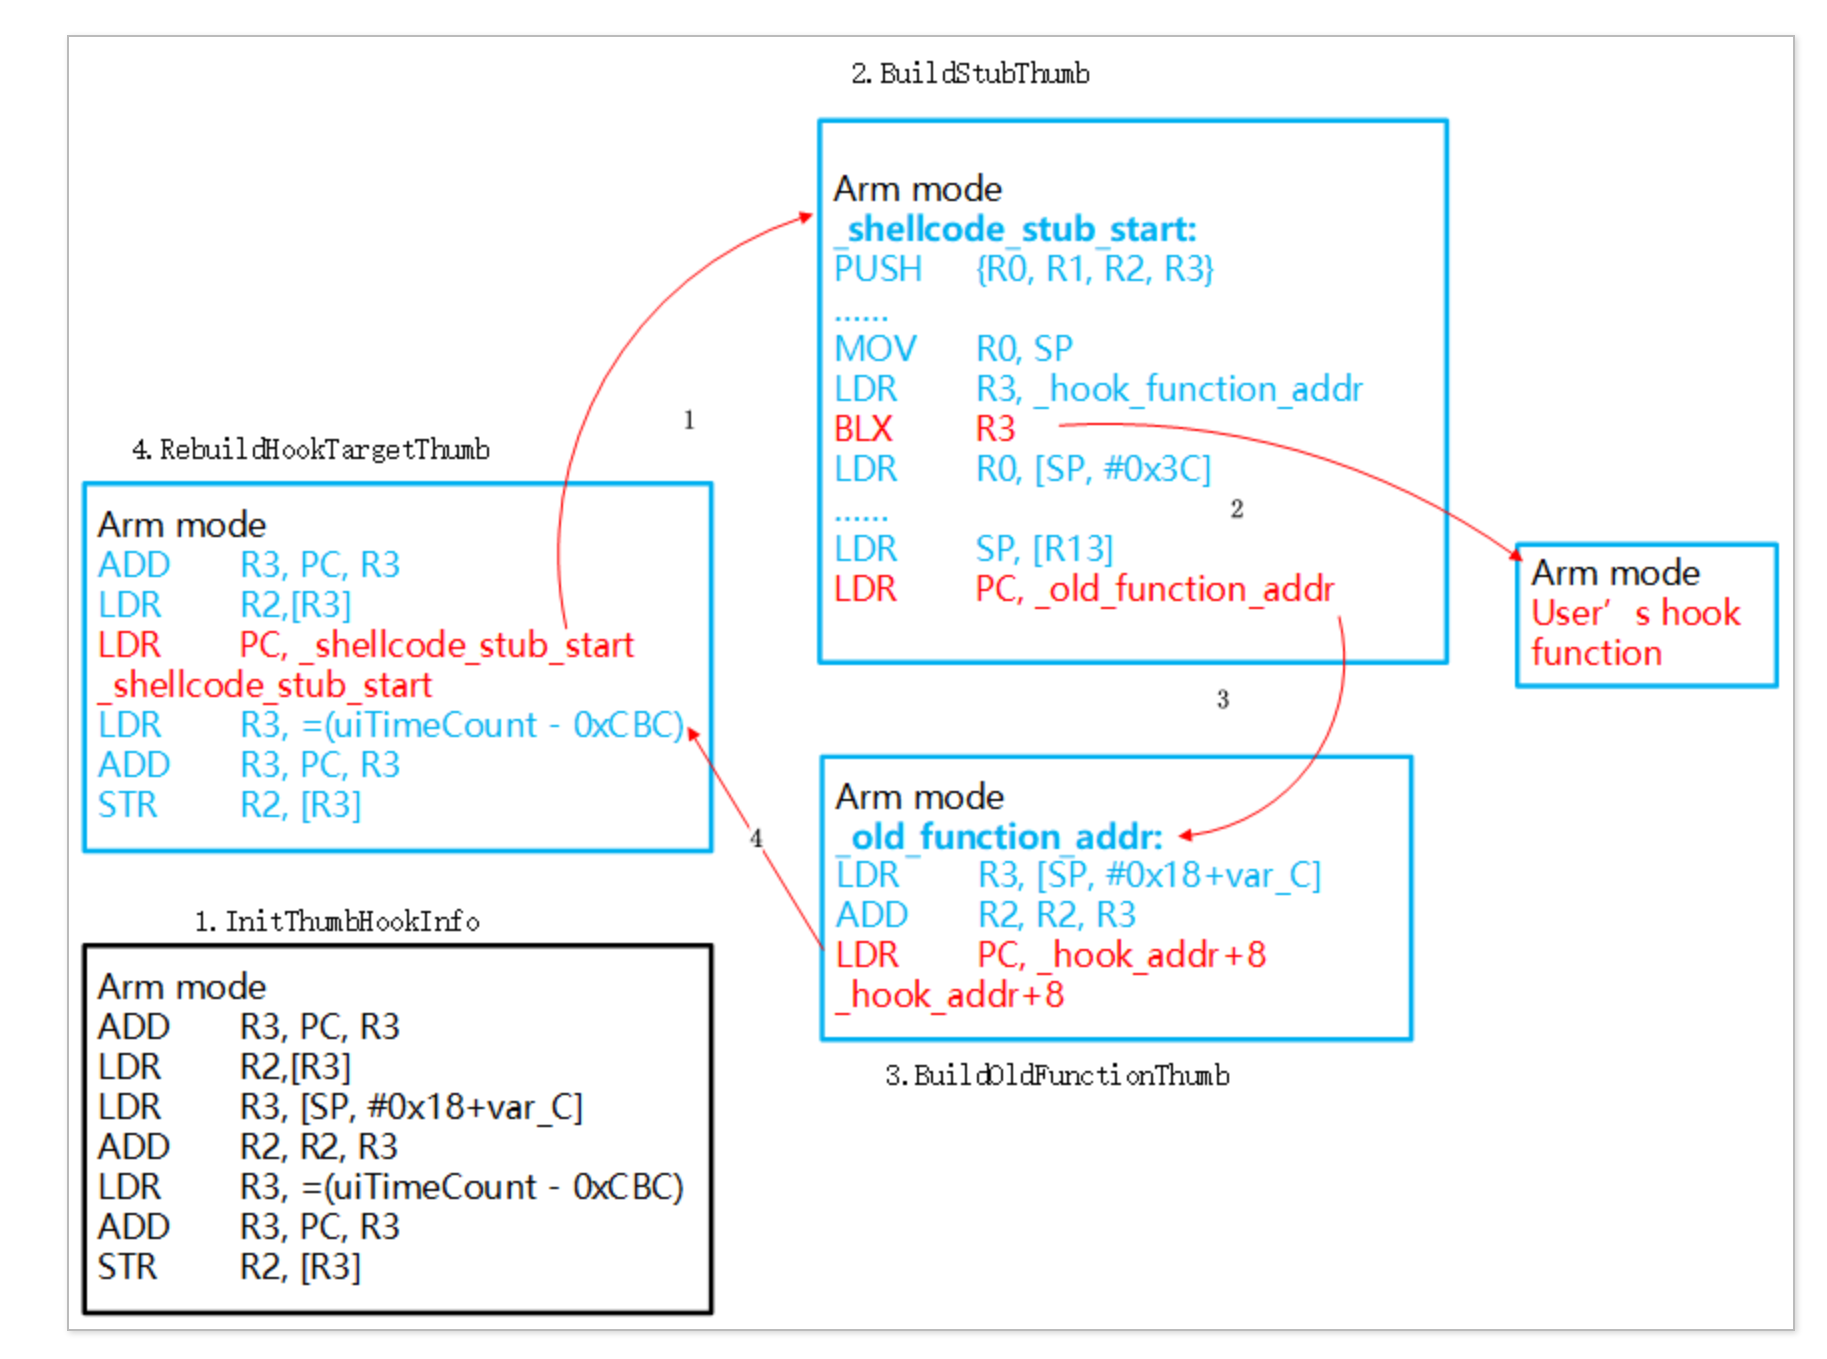 2.BuildStubThumb
Arm mode
_shellcode_stub_start:
PUSH {R0, R1, R2, R3}
......
MOV R0, SP
LDR R3, _hook_function_addr
BLX R3
LDR R0, [SP, #0x3C]
......
LDR SP, [R13]
LDR PC, _old_function_addr
1
2
3
4
4.RebuildHookTargetThumb
Arm mode
ADD R3, PC, R3
LDR R2,[R3]
LDR PC, _shellcode_stub_start
_shellcode_stub_start
LDR R3, =(uiTimeCount - 0xCBC)
ADD R3, PC, R3
STR R2, [R3]
Arm mode
User’s hook
function
Arm mode
_old_function_addr:
LDR R3, [SP, #0x18+var_C]
ADD R2, R2, R3
LDR PC, _hook_addr+8
_hook_addr+8
3.BuildOldFunctionThumb
1.InitThumbHookInfo
Arm mode
ADD R3, PC, R3
LDR R2,[R3]
LDR R3, [SP, #0x18+var_C]
ADD R2, R2, R3
LDR R3, =(uiTimeCount - 0xCBC)
ADD R3, PC, R3
STR R2, [R3]